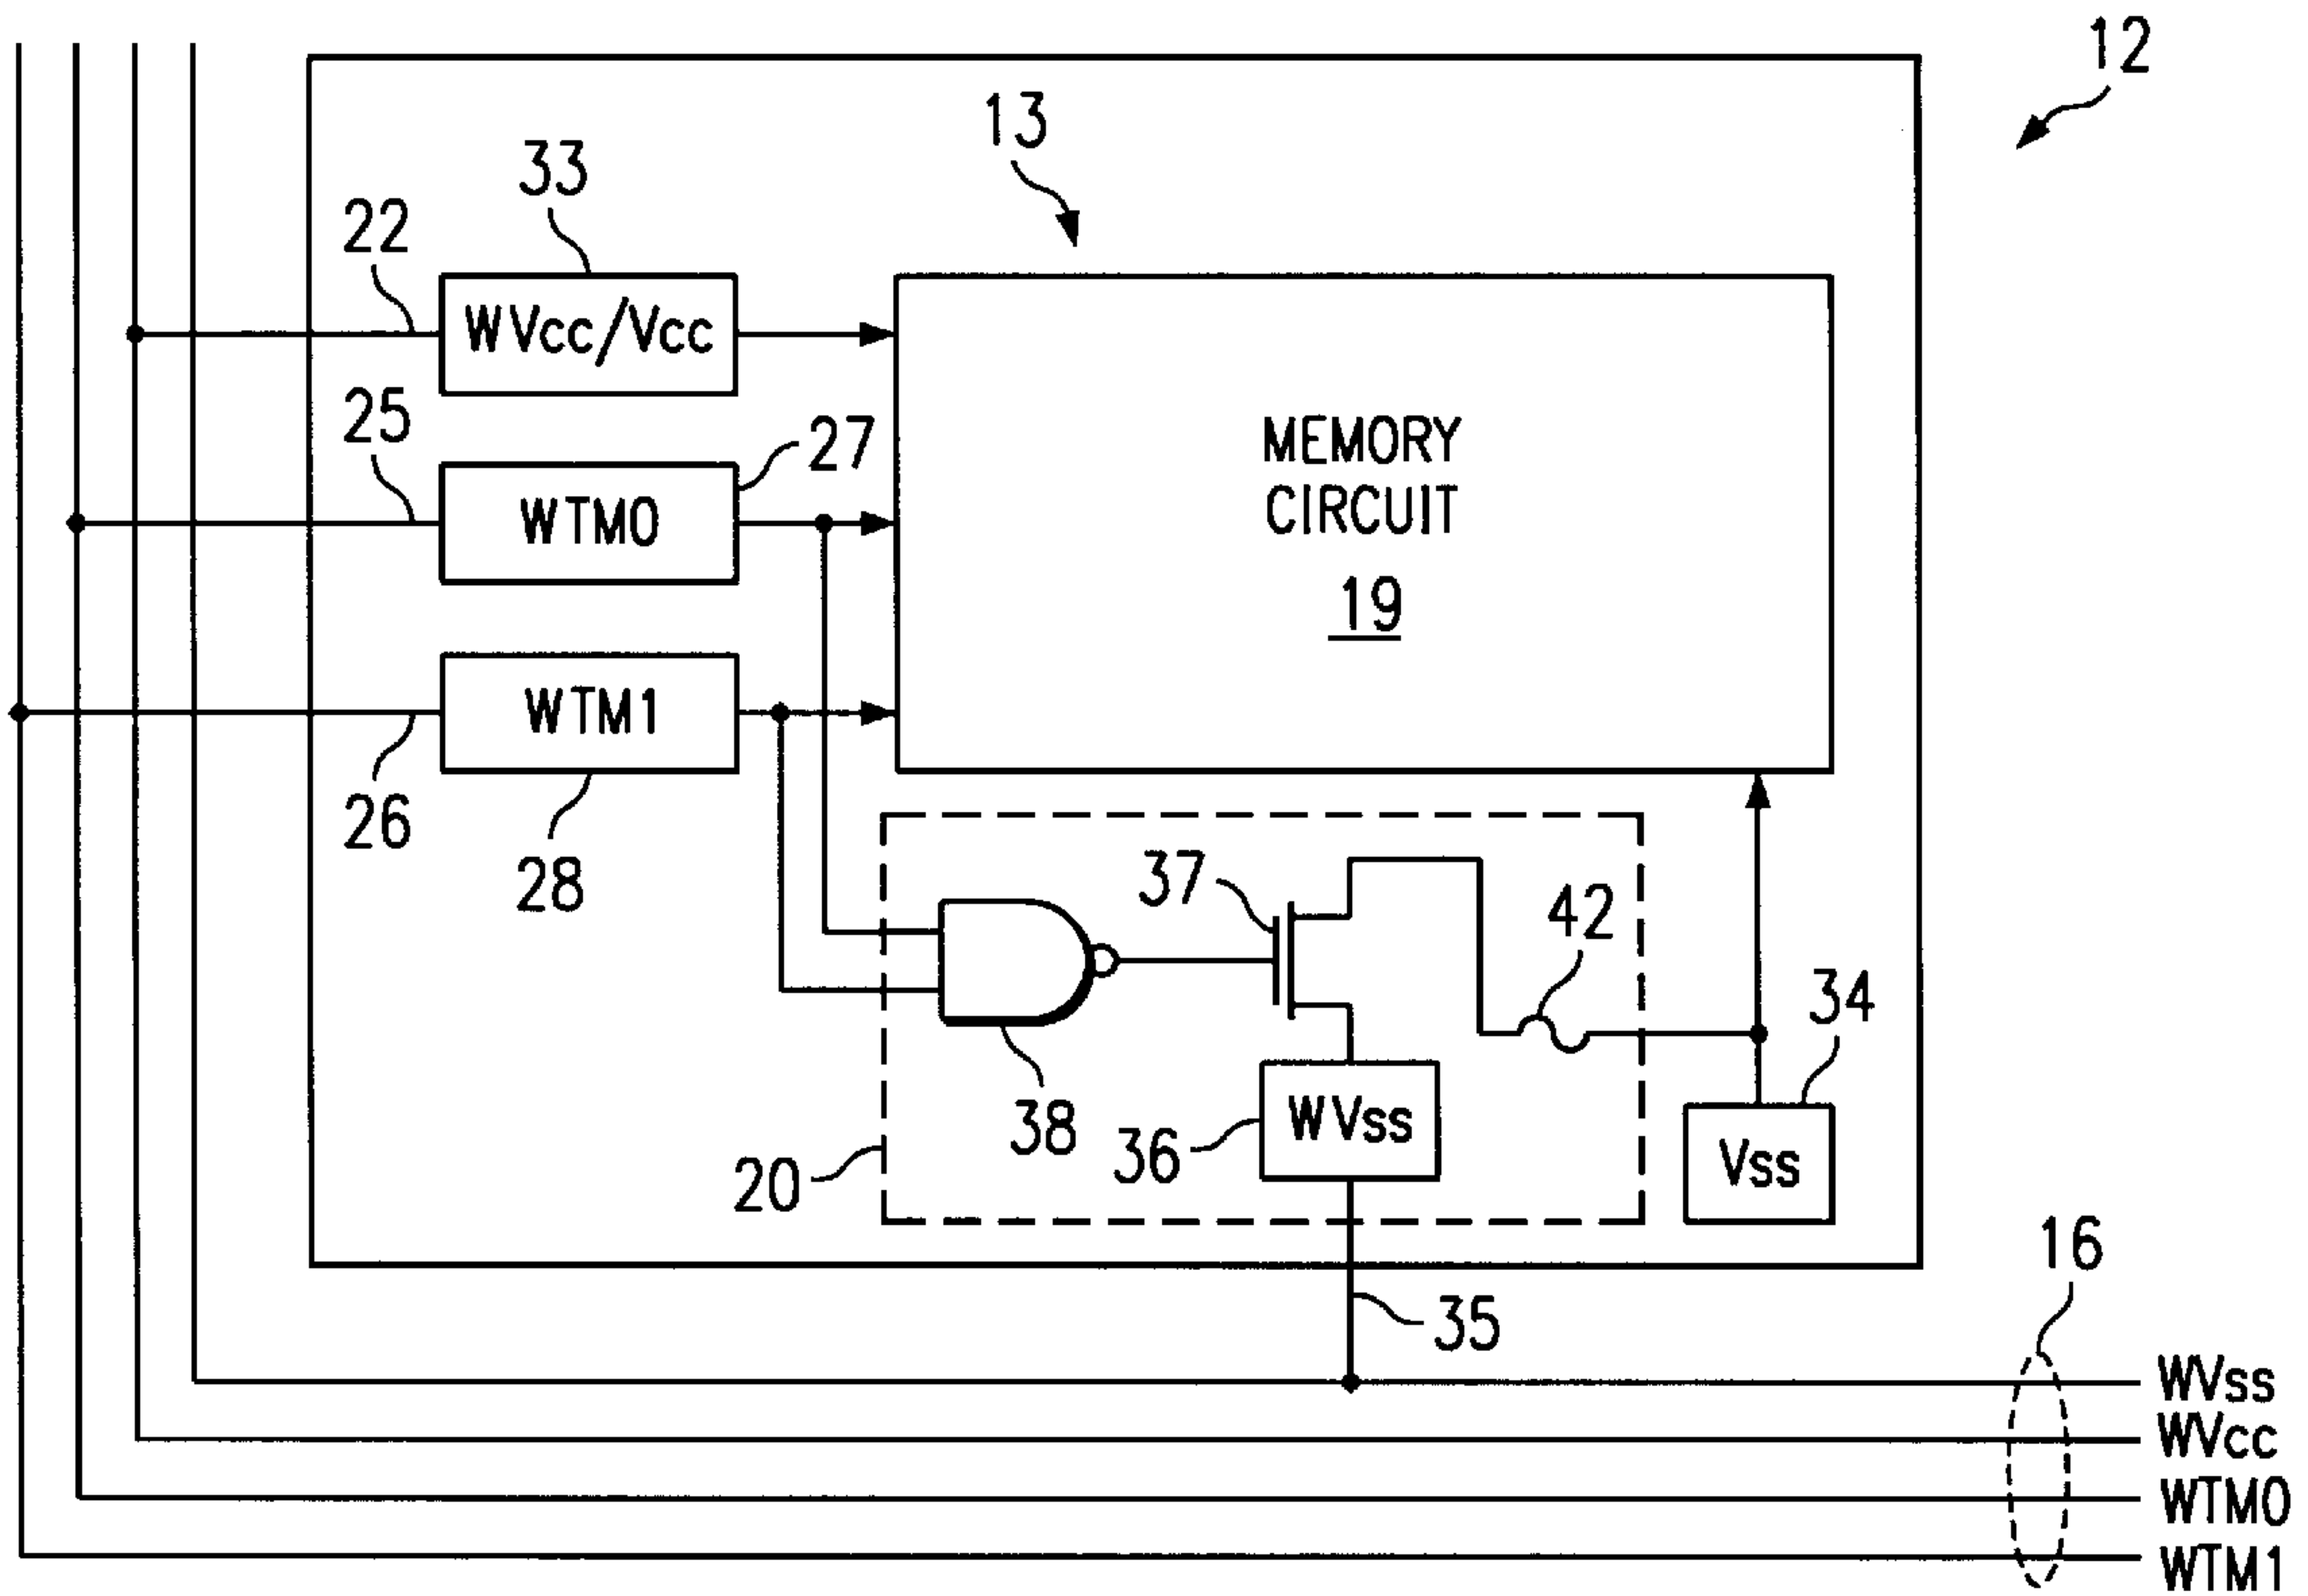 12
13
33
22
WVcc/Vcc
25
27
MEMORY
WTM0
CIRCUIT
19
WTM1
26
28
37
42
34
38
36
WVss
20
Vss
16
35
WVss
WVcc
WTM0
WTM1